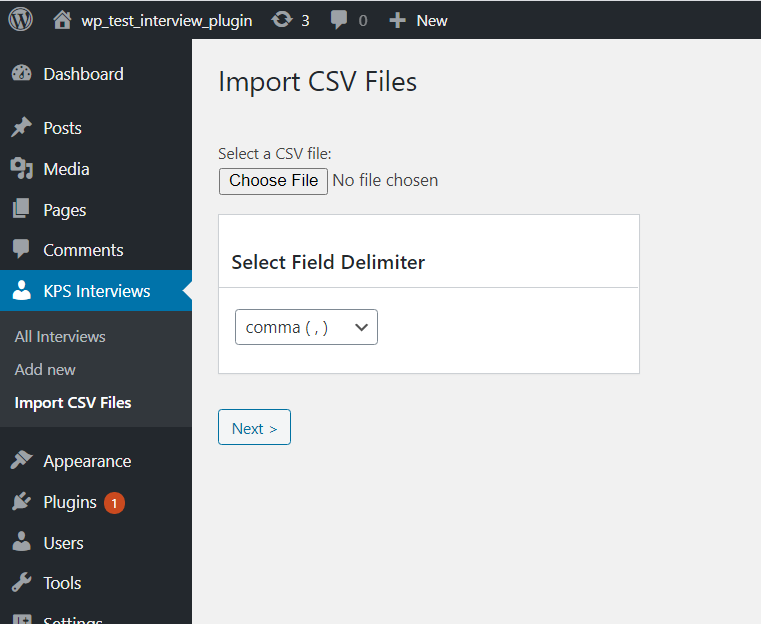 wp_test_interview_plugin 3 0 New
Dashboard
Posts
Media
Pages
Comments
KPS Interviews
All Interviews
Add new
Import CSV Files
Appearance
Plugins 1
Users
Tools
Settings
Import CSV Files
Select a CSV file:
Choose File No file chosen
Select Field Delimiter
comma ( , )
Next >